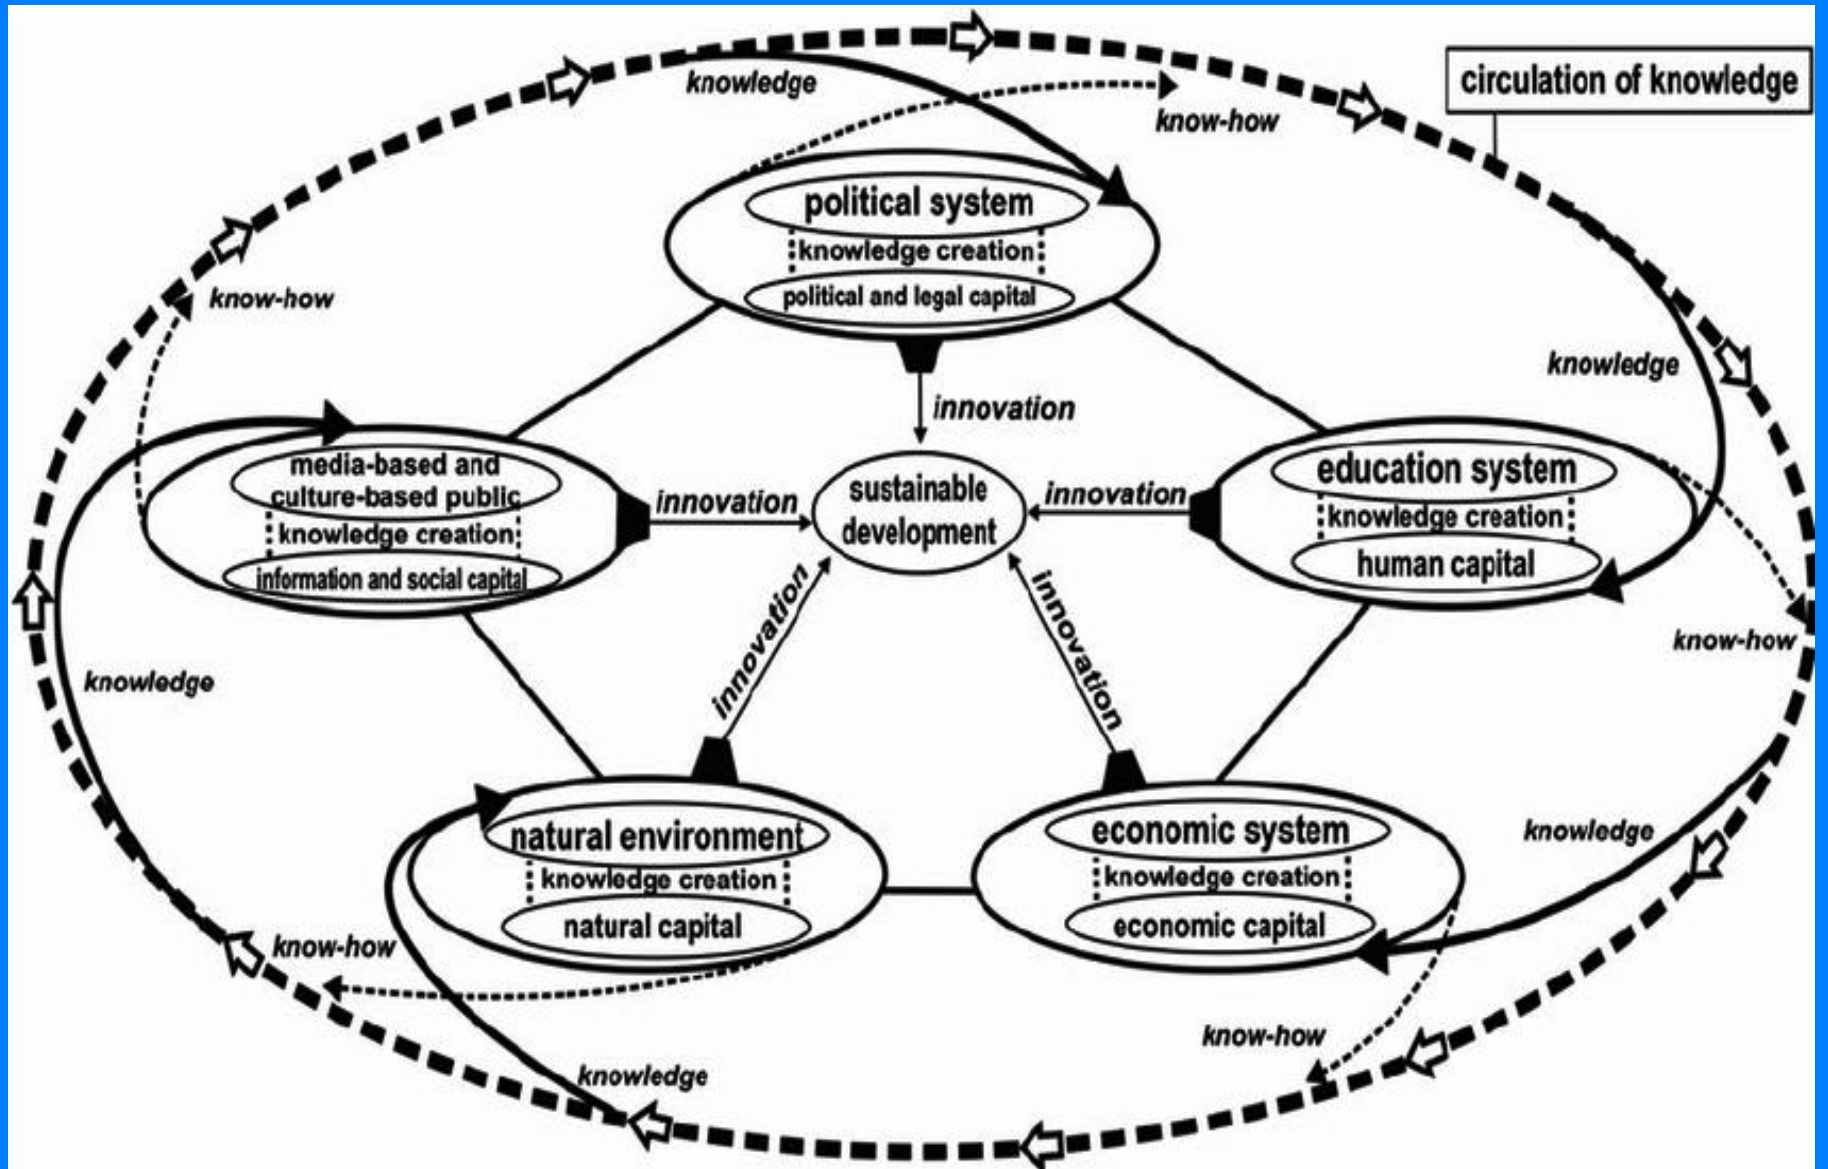 knowledge
circulation of knowledge
know-how
political system
knowledge creation
political and legal capital
know-how
knowledge
innovation
media-based and
culture-based public
knowledge creation
information and social capital
innovation
sustainable
development
innovation
education system
knowledge creation
human capital
innovation
innovation
know-how
knowledge
natural environment
knowledge creation
natural capital
economic system
knowledge creation
economic capital
knowledge
know-how
know-how
knowledge